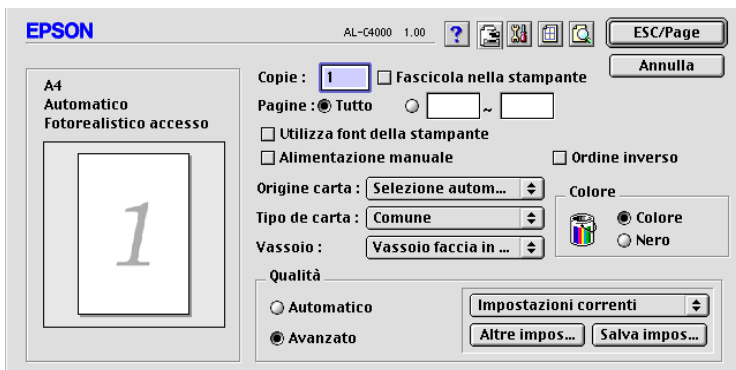 EPSON AL-C4000 1.00 ? ESC/Page
Annulla
A4
Automatico
Fotorealistico accesso
1
Copie : 1 Fascicola nella stampante
Pagine : Tutto ~
Utilizza font della stampante
Alimentazione manuale Ordine inverso
Origine carta : Selezione autom...
Tipo de carta : Comune
Vassoio : Vassoio faccia in ...
Colore
Colore
Nero
Qualità
Automatico
Avanzato
Impostazioni correnti
Altre impos... Salva impos...